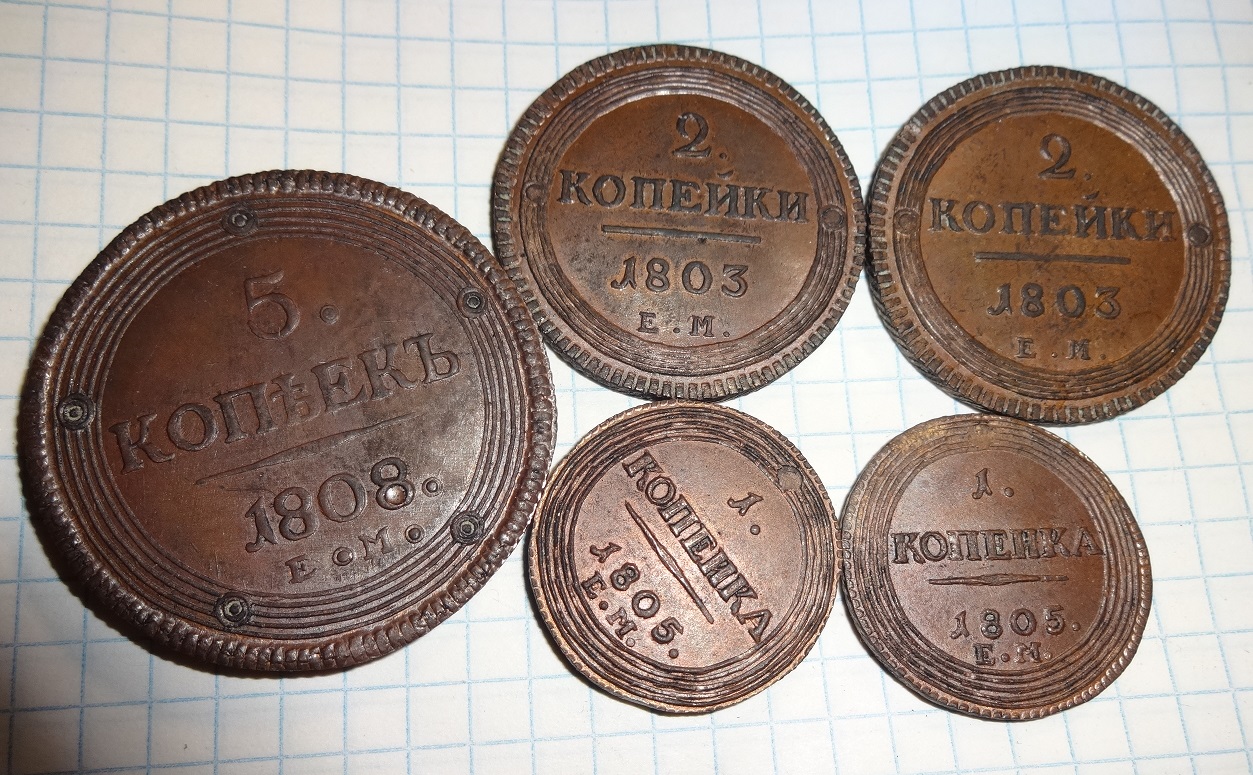 5.
КОПѢЕКЪ
1808.
Е•М•
2.
КОПЕЙКИ
1803
Е.М.
2.
КОПЕЙКИ
1803
Е.М
1.
КОПЕЙКА
1805.
Е.М.
1.
КОПЕЙКА
1805.
Е.М.